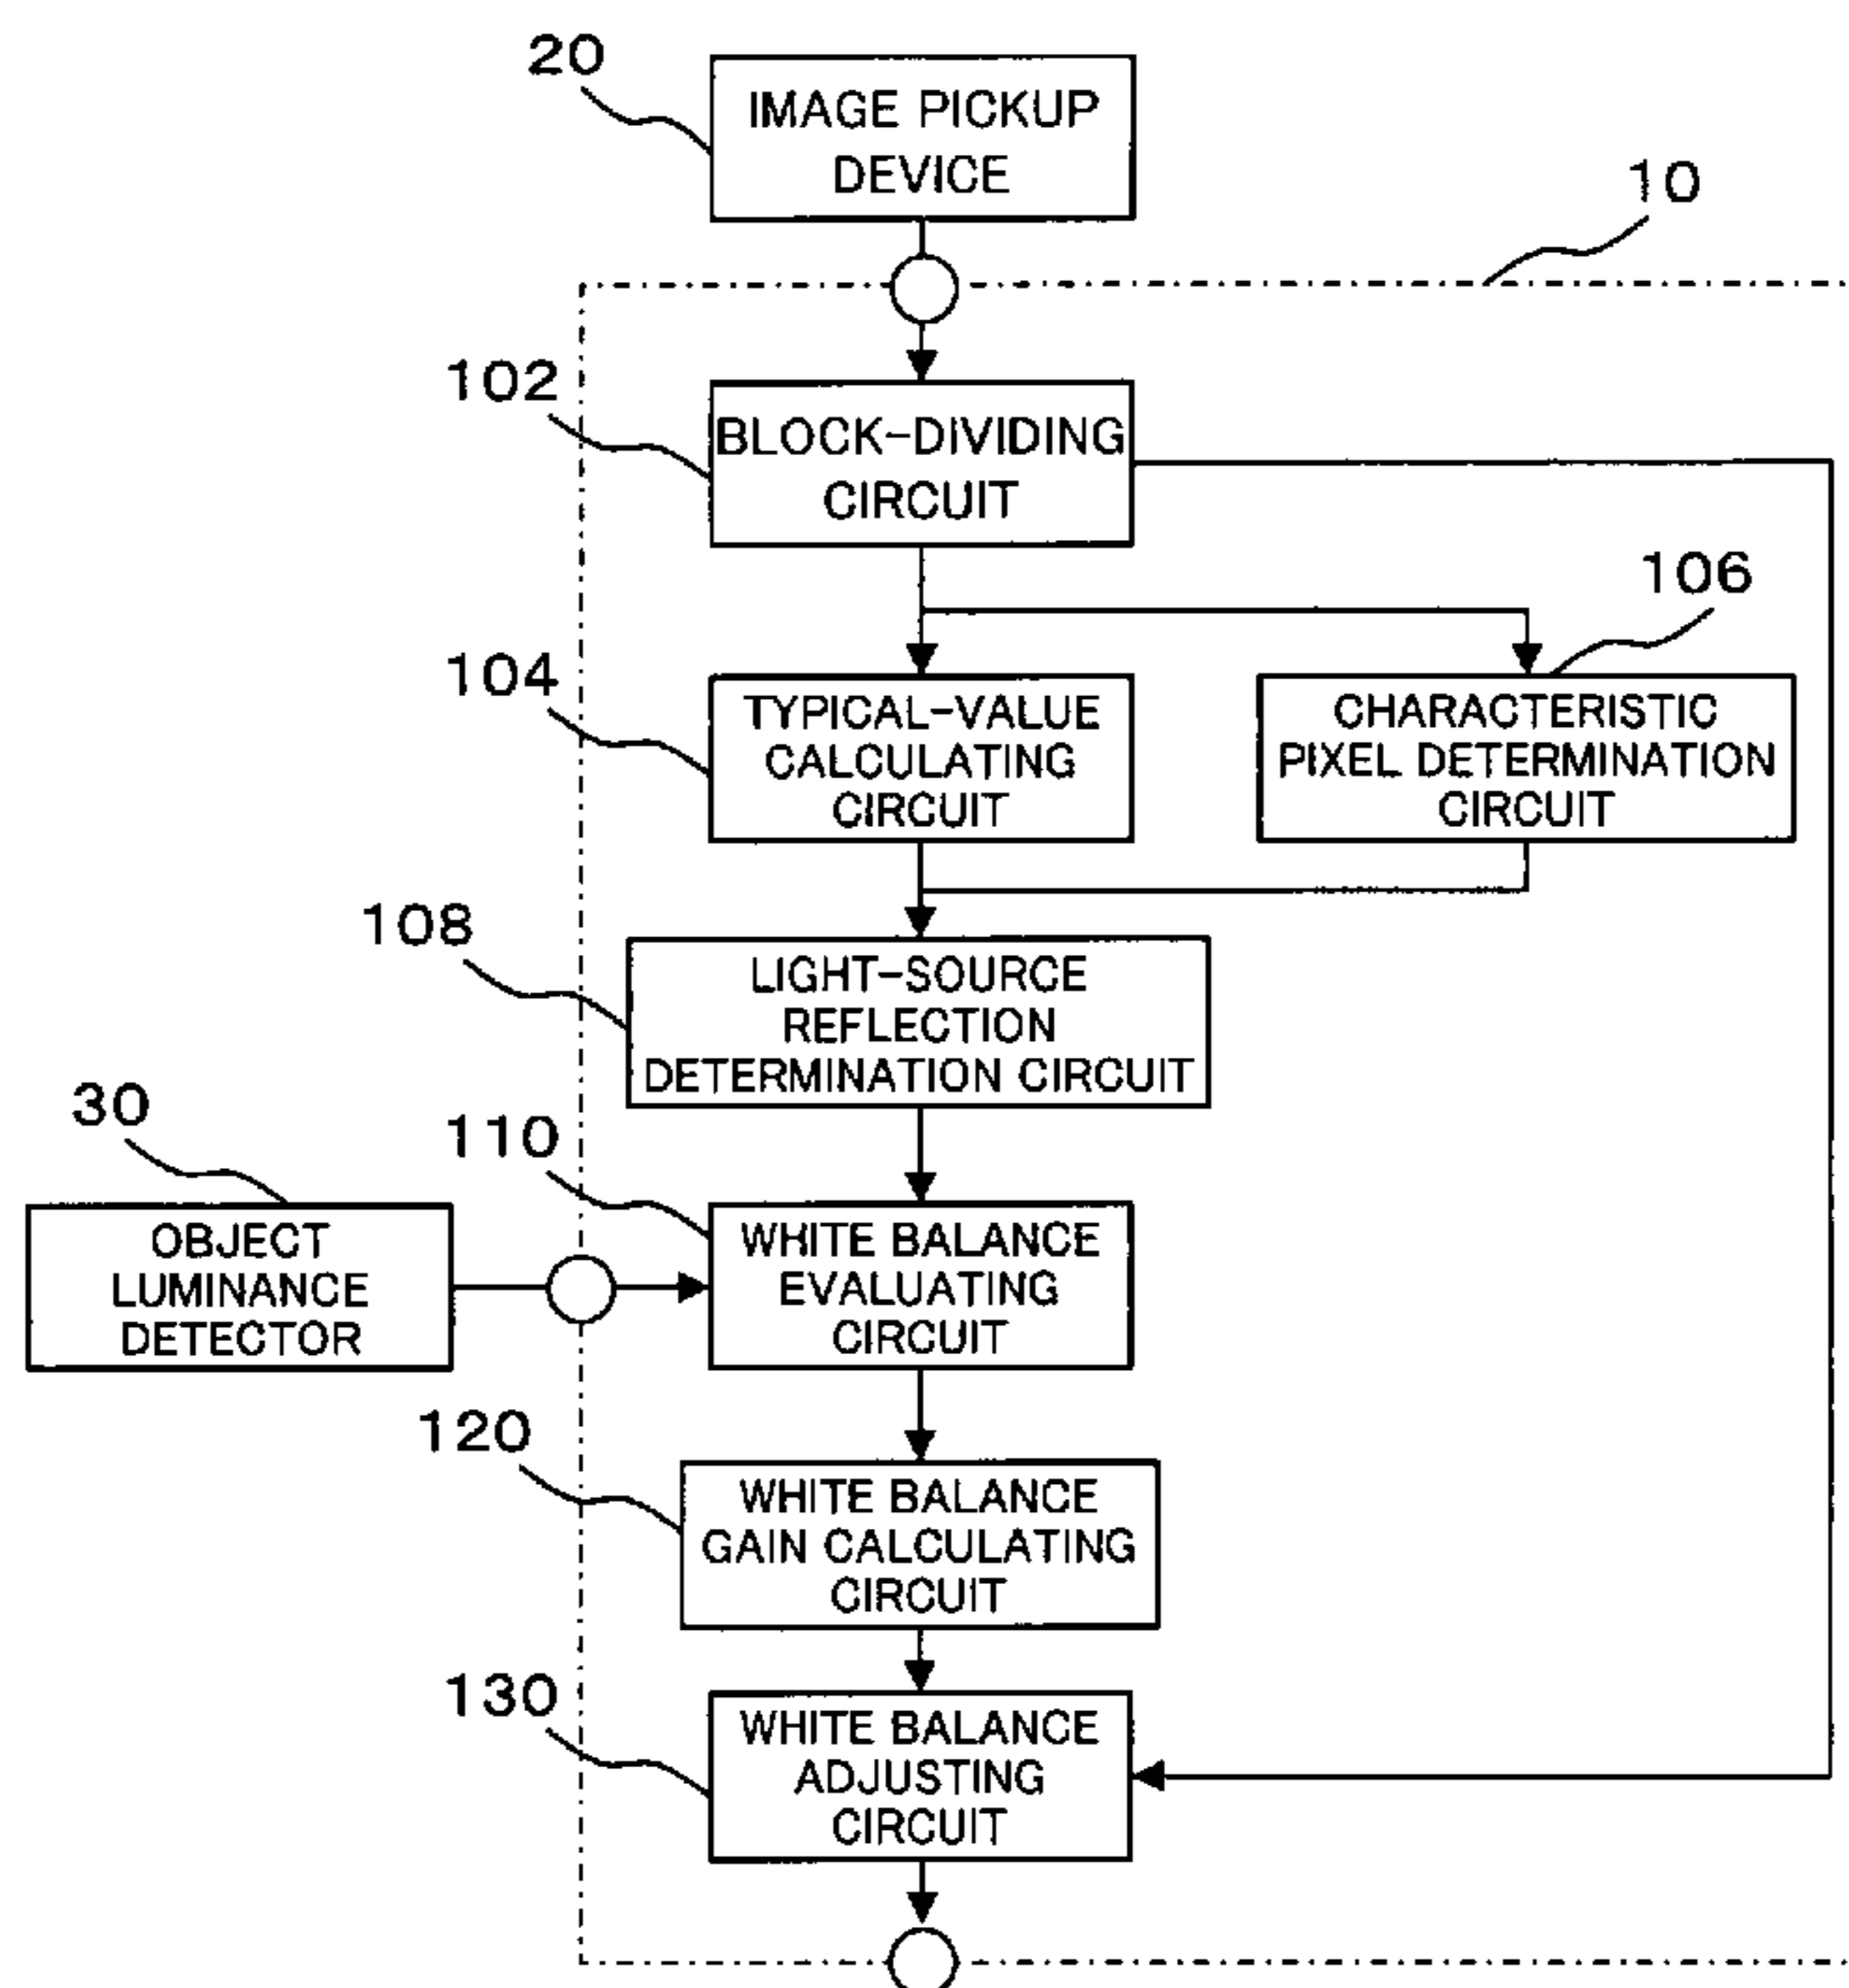 20
IMAGE PICKUP
DEVICE
10
102
BLOCK-DIVIDING
CIRCUIT
106
104
TYPICAL-VALUE
CALCULATING
CIRCUIT
CHARACTERISTIC
PIXEL DETERMINATION
CIRCUIT
108
LIGHT-SOURCE
REFLECTION
DETERMINATION CIRCUIT
30
110
OBJECT
LUMINANCE
DETECTOR
WHITE BALANCE
EVALUATING
CIRCUIT
120
WHITE BALANCE
GAIN CALCULATING
CIRCUIT
130
WHITE BALANCE
ADJUSTING
CIRCUIT